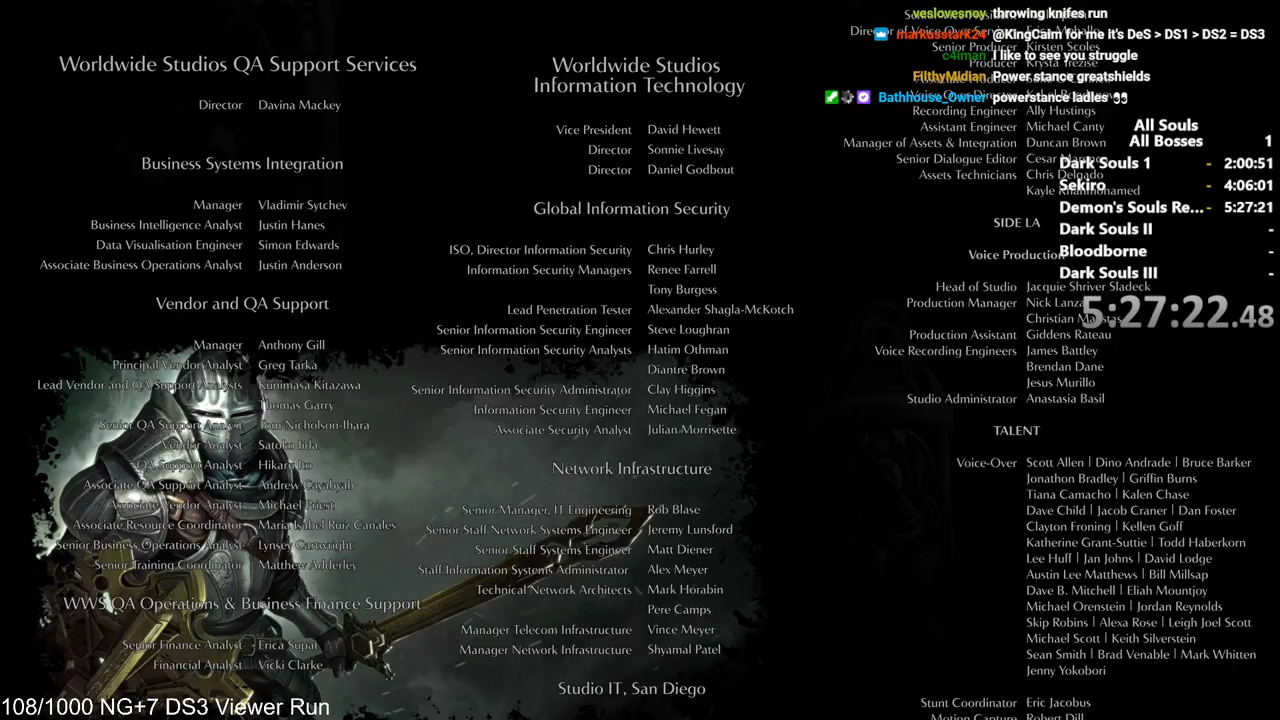 Worldwide Studios QA Support Services
Director Davina Mackey
Business Systems Integration
Manager Vladimir Sytchev
Business Intelligence Analyst Justin Hanes
Data Visualisation Engineer Simon Edwards
Associate Business Operations Analyst Justin Anderson
Vendor and QA Support
Manager Anthony Gill
Principal Vendor Analyst Greg Tarka
Lead Vendor and QA Support Analysts Kunimasa Kitazawa
Thomas Garry
Senior QA Support Analyst Tom Nicholson-Ihara
Vendor Analyst Satoko Iida
QA Support Analyst Hikaru Ito
Associate QA Support Analyst Andrew Cayabyab
Associate Vendor Analyst Michael Priest
Associate Resource Coordinator Maria Isabel Ruiz Canales
Senior Business Operations Analyst Lynsey Cartwright
Senior Training Coordinator Matthew Adderley
WWS QA Operations & Business Finance Support
Senior Finance Analyst Erica Supat
Financial Analyst Vicki Clarke
108/1000 NG+7 DS3 Viewer Run
Worldwide Studios
Information Technology
Vice President David Hewett
Director Sonnie Livesay
Director Daniel Godbout
Global Information Security
ISO, Director Information Security Chris Hurley
Information Security Managers Renee Farrell
Tony Burgess
Lead Penetration Tester Alexander Shagla-McKotch
Senior Information Security Engineer Steve Loughran
Senior Information Security Analysts Hatim Othman
Diantre Brown
Senior Information Security Administrator Clay Higgins
Information Security Engineer Michael Fegan
Associate Security Analyst Julian Morrisette
Network Infrastructure
Senior Manager, IT Engineering Rob Blase
Senior Staff Network Systems Engineer Jeremy Lunsford
Senior Staff Systems Engineer Matt Diener
Staff Information Systems Administrator Alex Meyer
Technical Network Architects Mark Horabin
Pere Camps
Manager Telecom Infrastructure Vince Meyer
Manager Network Infrastructure Shyamal Patel
Studio IT, San Diego
veslovesnoy throwing knifes run
markusstark24 @KingCaim for me it's DeS > DS1 > DS2 = DS3
c4iman I like to see you struggle
FilthyMidian Power stance greatshields
Bathhouse_Owner powerstance ladles
Senior Producer Kirsten Scoles
Producer Krysta Trezise
Recording Engineer Ally Hustings
Assistant Engineer Michael Canty
Manager of Assets & Integration Duncan Brown
Senior Dialogue Editor Cesar
Assets Technicians Chris Delgado
Kayle Khanmohamed
SIDE LA
Voice Production
Head of Studio Jacquie Shriver Sladeck
Production Manager Nick Lanza
Christian
Production Assistant Giddens Rateau
Voice Recording Engineers James Battley
Brendan Dane
Jesus Murillo
Studio Administrator Anastasia Basil
TALENT
Voice-Over Scott Allen | Dino Andrade | Bruce Barker
Jonathon Bradley | Griffin Burns
Tiana Camacho | Kalen Chase
Dave Child | Jacob Craner | Dan Foster
Clayton Froning | Kellen Goff
Katherine Grant-Suttie | Todd Haberkorn
Lee Huff | Jan Johns | David Lodge
Austin Lee Matthews | Bill Millsap
Dave B. Mitchell | Eliah Mountjoy
Michael Orenstein | Jordan Reynolds
Skip Robins | Alexa Rose | Leigh Joel Scott
Michael Scott | Keith Silverstein
Sean Smith | Brad Venable | Mark Whitten
Jenny Yokobori
Stunt Coordinator Eric Jacobus
Motion Capture Robert Dill
All Souls
All Bosses 1
Dark Souls 1 - 2:00:51
Sekiro - 4:06:01
Demon's Souls Re... - 5:27:21
Dark Souls II -
Bloodborne -
Dark Souls III -
5:27:22.48